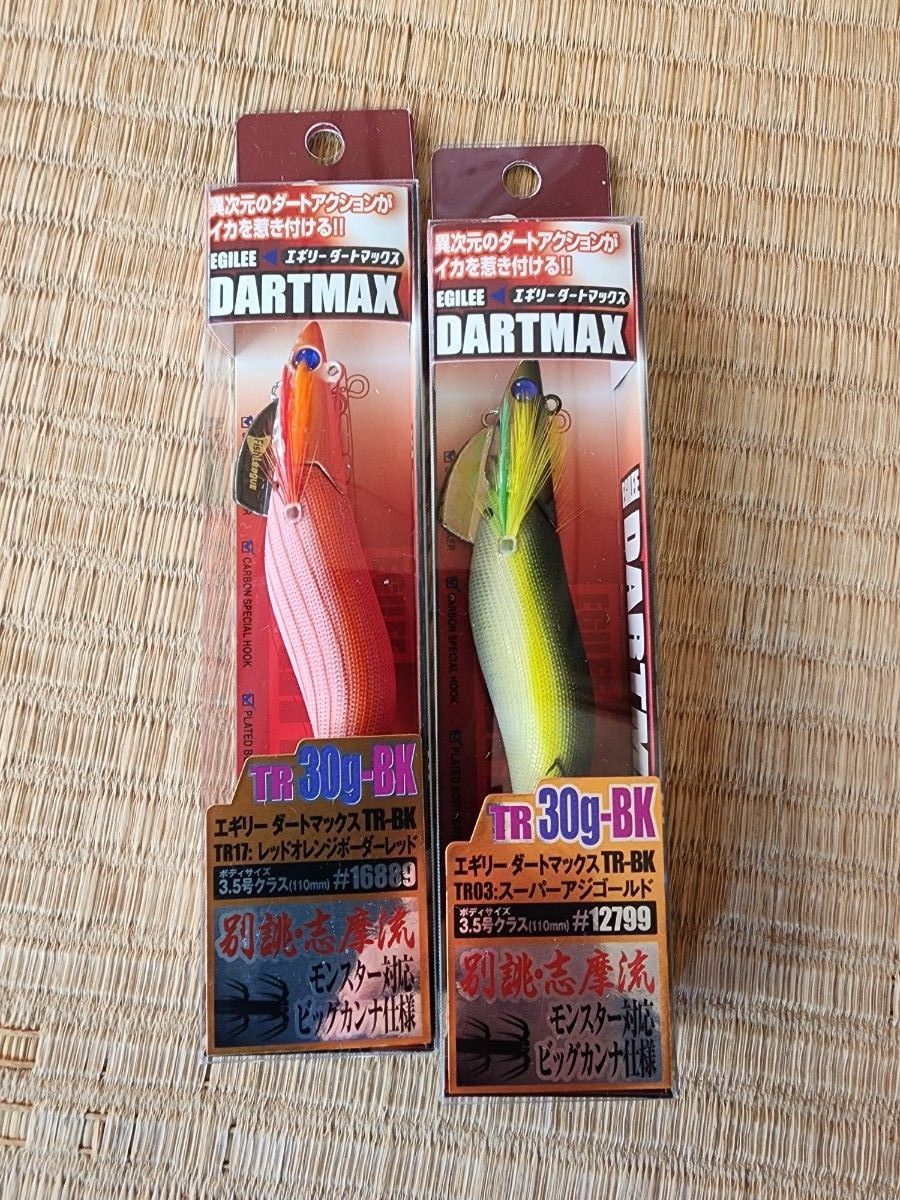 異次元のダートアクションが
イカを惹き付ける!!
EGILEE エギリーダートマックス
DARTMAX
FishLeague
CARBON SPECIAL HOOK
PLATED B
TR 30g-BK
エギリー ダートマックス TR-BK
TR17: レッドオレンジボーダーレッド
ボディサイズ
3.5号クラス(110mm) #16889
別誂・志摩流
モンスター対応
ビッグカンナ仕様
異次元のダートアクションが
イカを惹き付ける!!
EGILEE エギリーダートマックス
DARTMAX
DARTM
CARBON SPECIAL HOOK
PLATED BODY
TR 30g-BK
エギリー ダートマックス TR-BK
TR03:スーパーアジゴールド
ボディサイズ
3.5号クラス(110mm) #12799
別誂・志摩流
モンスター対応
ビッグカンナ仕様